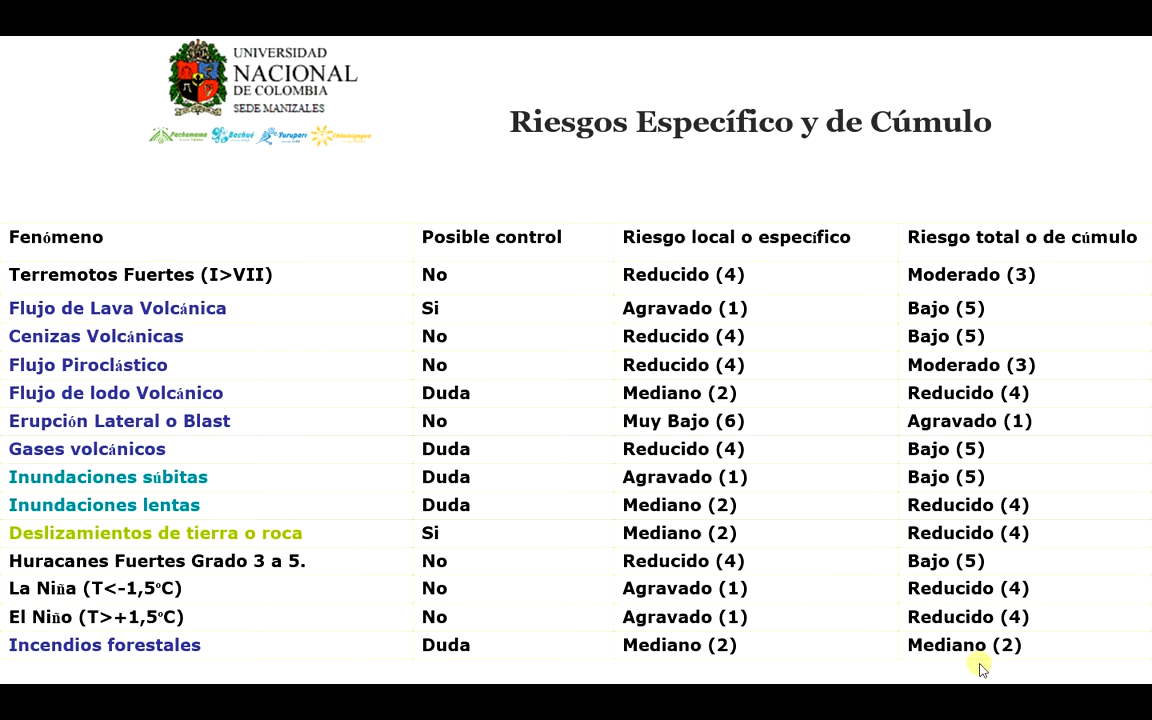 UNIVERSIDAD
NACIONAL
DE COLOMBIA
SEDE MANIZALES
Pachamama Bachué Yurupari Chiminigagua
Riesgos Específico y de Cúmulo
Fenómeno Posible control Riesgo local o específico Riesgo total o de cúmulo
Terremotos Fuertes (I>VII) No Reducido (4) Moderado (3)
Flujo de Lava Volcánica Si Agravado (1) Bajo (5)
Cenizas Volcánicas No Reducido (4) Bajo (5)
Flujo Piroclástico No Reducido (4) Moderado (3)
Flujo de lodo Volcánico Duda Mediano (2) Reducido (4)
Erupción Lateral o Blast No Muy Bajo (6) Agravado (1)
Gases volcánicos Duda Reducido (4) Bajo (5)
Inundaciones súbitas Duda Agravado (1) Bajo (5)
Inundaciones lentas Duda Mediano (2) Reducido (4)
Deslizamientos de tierra o roca Si Mediano (2) Reducido (4)
Huracanes Fuertes Grado 3 a 5. No Reducido (4) Bajo (5)
La Niña (T<-1,5ºC) No Agravado (1) Reducido (4)
El Niño (T>+1,5ºC) No Agravado (1) Reducido (4)
Incendios forestales Duda Mediano (2) Mediano (2)